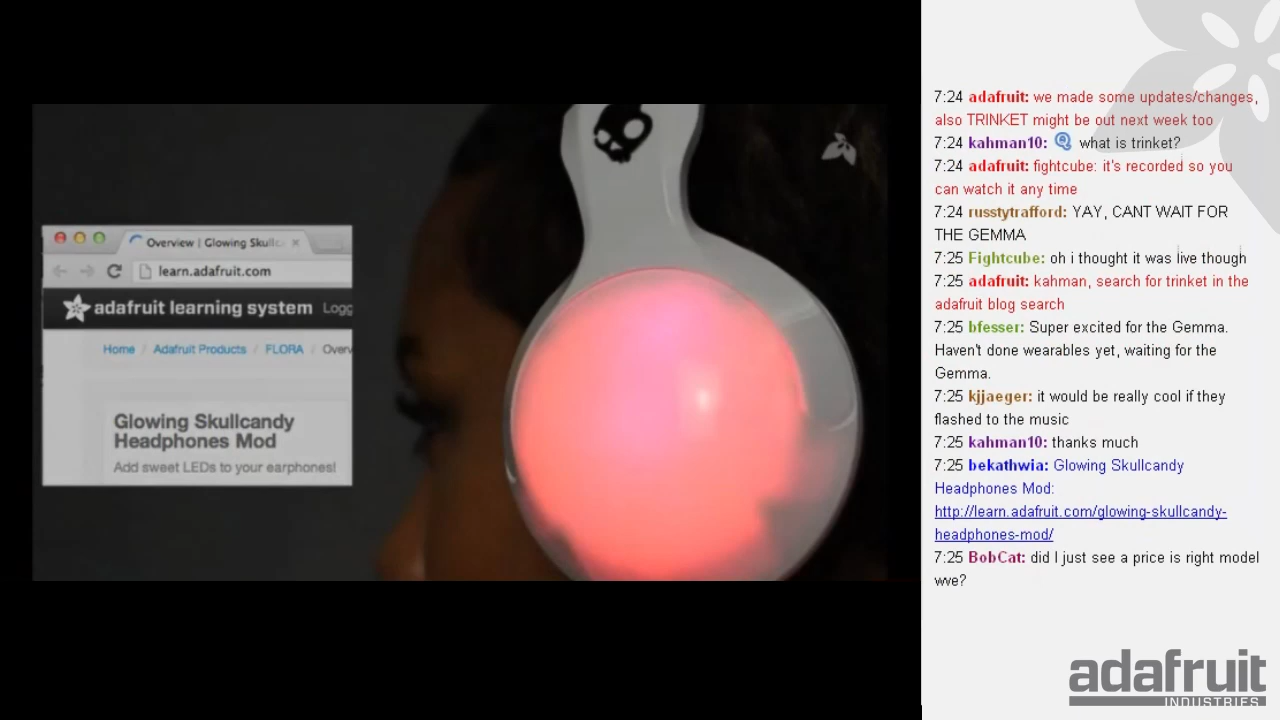 Overview | Glowing Skullc
learn.adafruit.com
adafruit learning system Logg
Home / Adafruit Products / FLORA / Overv
Glowing Skullcandy
Headphones Mod
Add sweet LEDs to your earphones!
7:24 adafruit: we made some updates/changes,
also TRINKET might be out next week too
7:24 kahman10: what is trinket?
7:24 adafruit: fightcube: it's recorded so you
can watch it any time
7:24 russtytrafford: YAY, CANT WAIT FOR
THE GEMMA
7:25 Fightcube: oh i thought it was live though
7:25 adafruit: kahman, search for trinket in the
adafruit blog search
7:25 bfesser: Super excited for the Gemma.
Haven't done wearables yet, waiting for the
Gemma.
7:25 kjjaeger: it would be really cool if they
flashed to the music
7:25 kahman10: thanks much
7:25 bekathwia: Glowing Skullcandy
Headphones Mod:
http://learn.adafruit.com/glowing-skullcandy-
headphones-mod/
7:25 BobCat: did I just see a price is right model
wve?
adafruit
INDUSTRIES